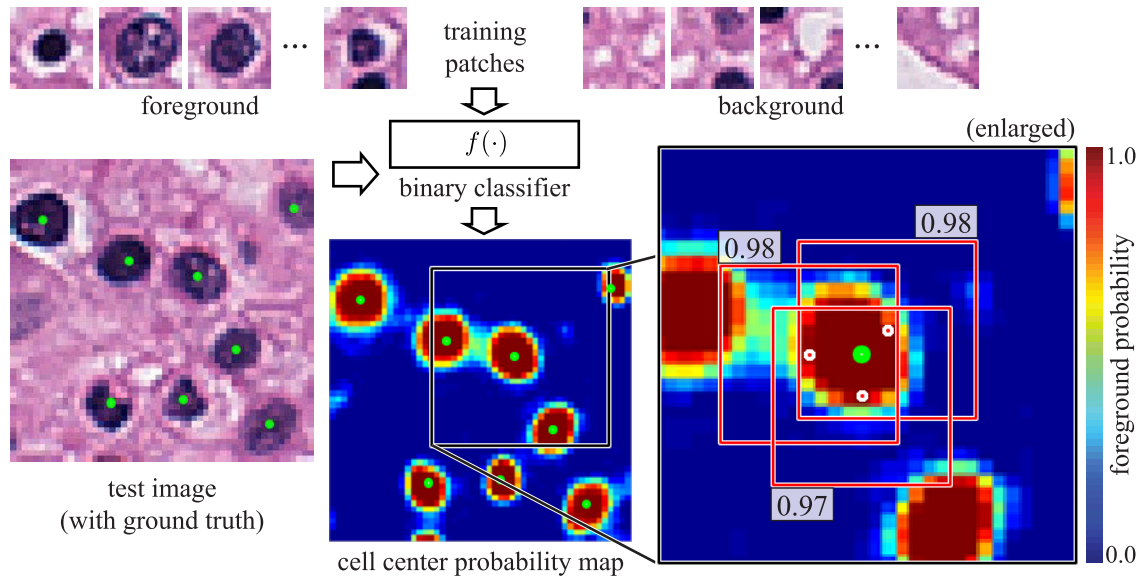 ... training
patches
...
foreground
background
f(·)
binary classifier
(enlarged)
1.0
0.98
0.98
0.97
foreground probability
0.0
test image
(with ground truth)
cell center probability map